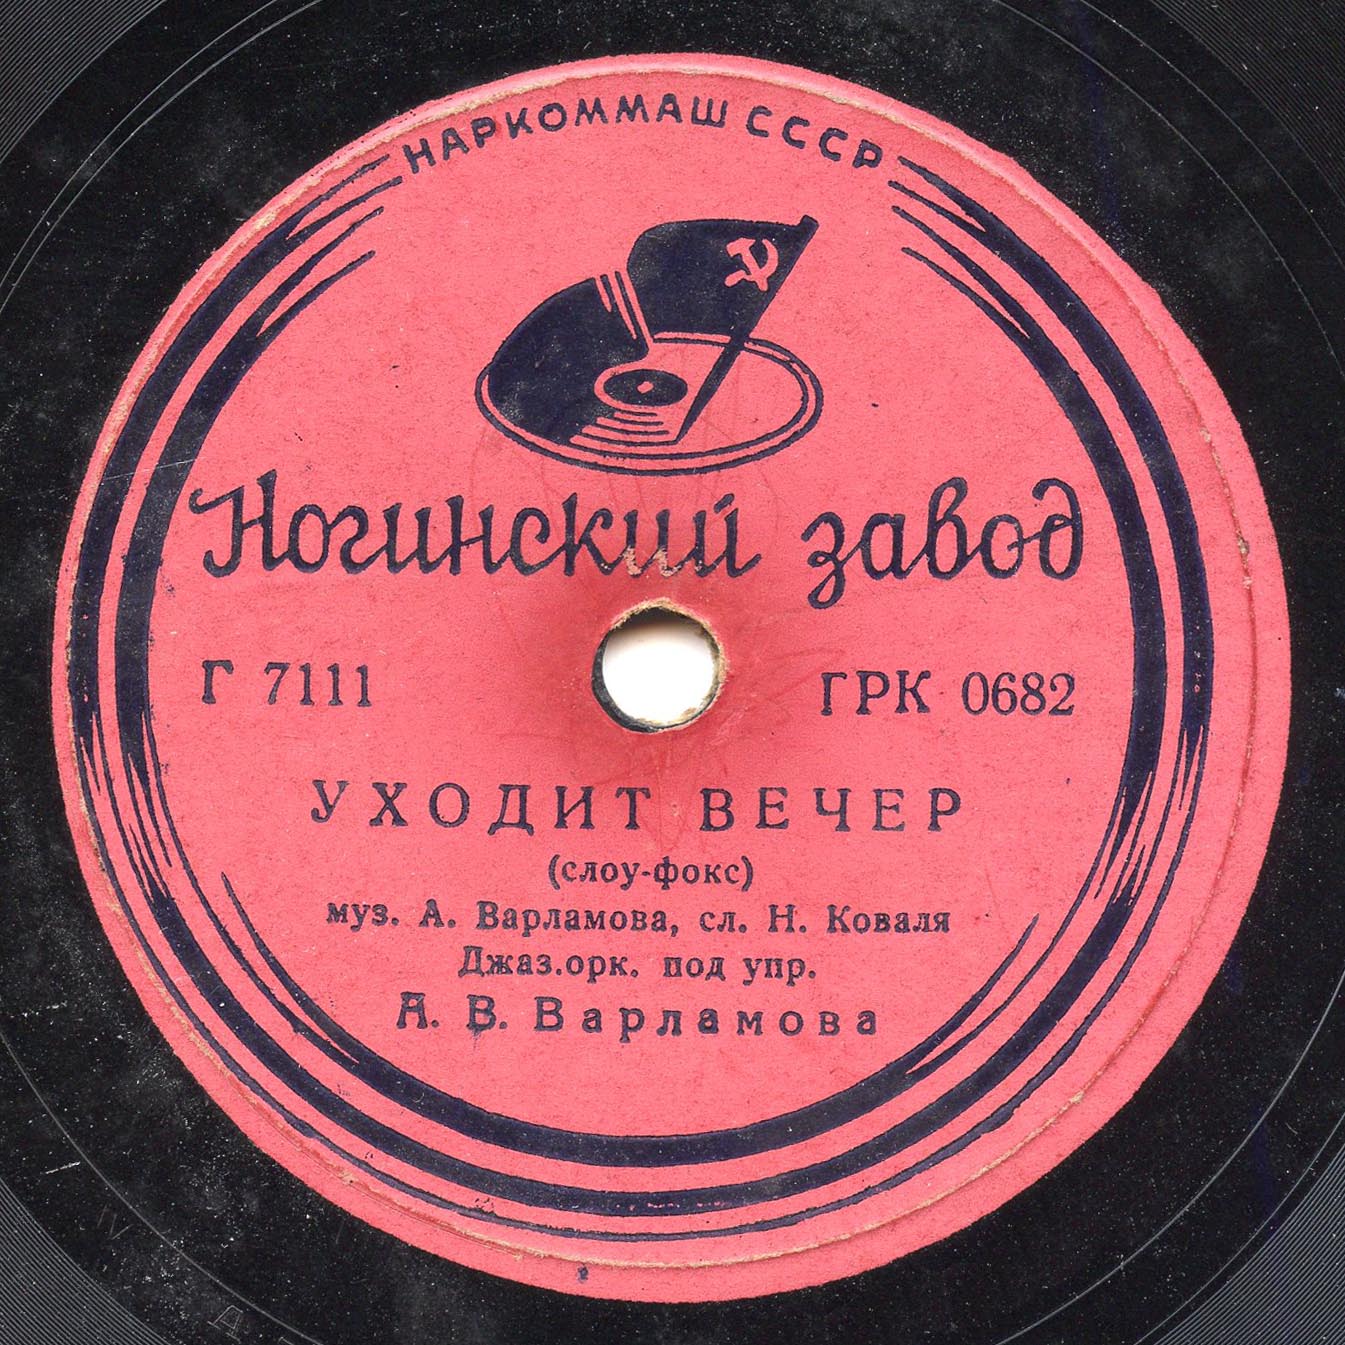 НАРКОММАШ СССР
Ногинский завод
Г 7111 ГРК 0682
УХОДИТ ВЕЧЕР
(слоу-фокс)
муз. А. Варламова, сл. Н. Коваля
Джаз.орк. под упр.
А. В. Варламова